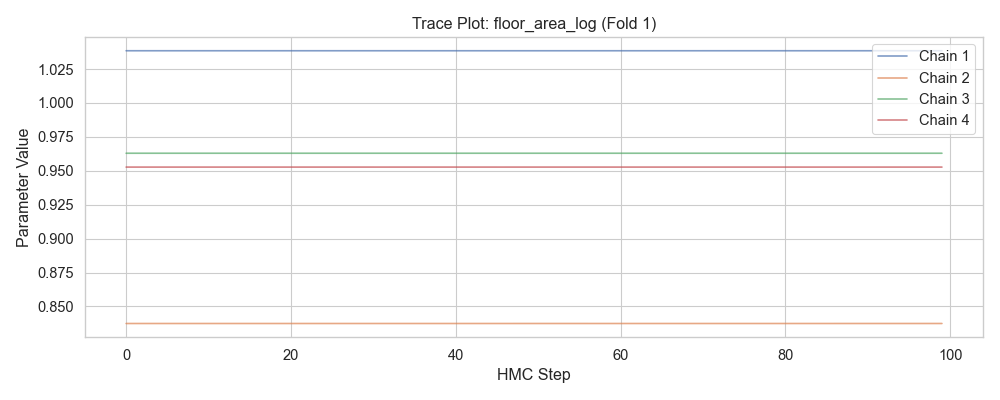 Trace Plot: floor_area_log (Fold 1)
Parameter Value
1.025
1.000
0.975
0.950
0.925
0.900
0.875
0.850
Chain 1
Chain 2
Chain 3
Chain 4
0 20 40 60 80 100
HMC Step